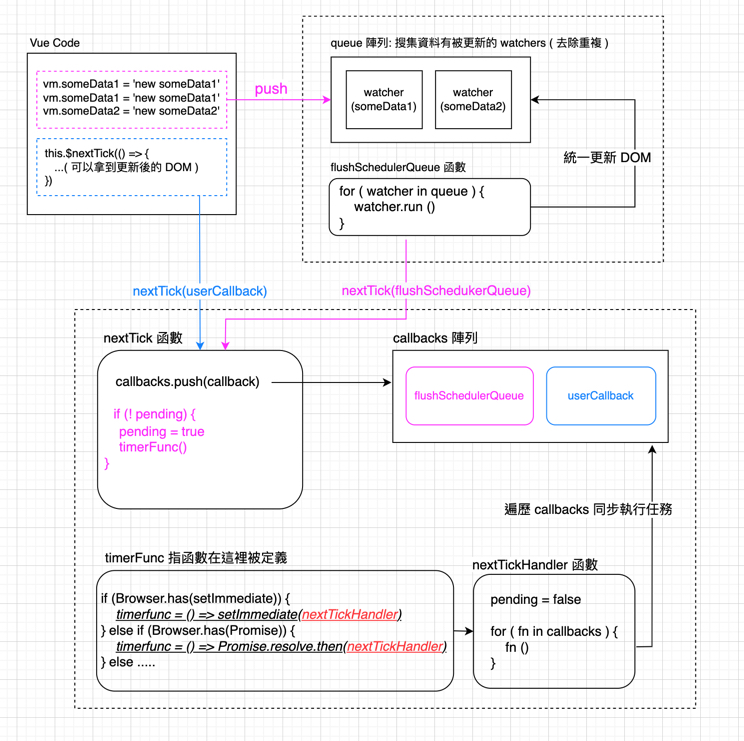 Vue Code
vm.someData1 = 'new someData1'
vm.someData1 = 'new someData1'
vm.someData2 = 'new someData2'
this.$nextTick(() => {
...( 可以拿到更新後的 DOM )
})
push
queue 陣列: 搜集資料有被更新的 watchers ( 去除重複 )
watcher
(someData1)
watcher
(someData2)
統一更新 DOM
flushSchedulerQueue 函數
for ( watcher in queue ) {
watcher.run ()
}
nextTick(userCallback)
nextTick(flushSchedukerQueue)
nextTick 函數
callbacks.push(callback)
if (! pending) {
pending = true
timerFunc()
}
callbacks 陣列
flushSchedulerQueue
userCallback
遍歷 callbacks 同步執行任務
timerFunc 指函數在這裡被定義
if (Browser.has(setImmediate)) {
timerfunc = () => setImmediate(nextTickHandler)
} else if (Browser.has(Promise)) {
timerfunc = () => Promise.resolve.then(nextTickHandler)
} else .....
nextTickHandler 函數
pending = false
for ( fn in callbacks ) {
fn ()
}